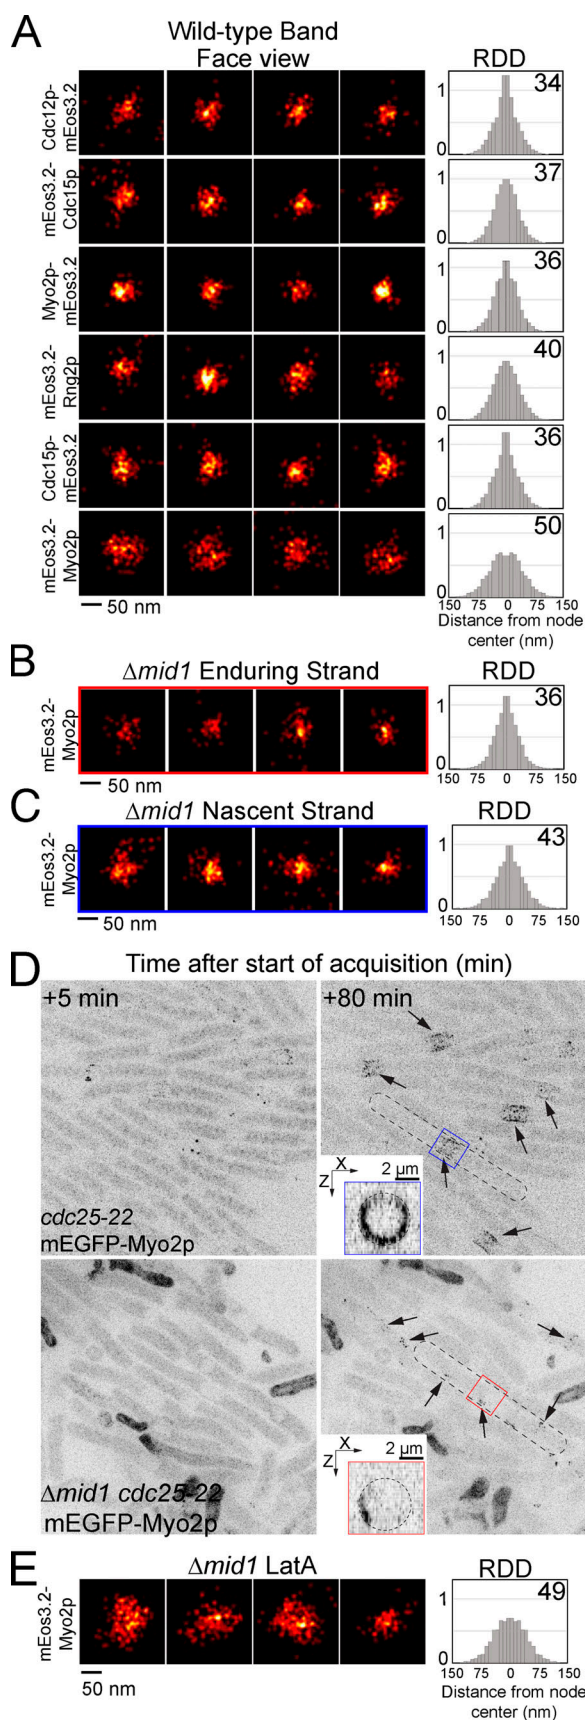 A
Wild-type Band
Face view
RDD
Cdc12p-
mEos3.2
1
0
34
mEos3.2-
Cdc15p
1
0
37
Myo2p-
mEos3.2
1
0
36
mEos3.2-
Rng2p
1
0
40
Cdc15p-
mEos3.2
1
0
36
mEos3.2-
Myo2p
1
0
50
50 nm
150 75 0 75 150
Distance from node
center (nm)
B
Δmid1 Enduring Strand
RDD
mEos3.2-
Myo2p
1
0
36
50 nm
150 75 0 75 150
C
Δmid1 Nascent Strand
RDD
mEos3.2-
Myo2p
1
0
43
50 nm
150 75 0 75 150
D
Time after start of acquisition (min)
+5 min
+80 min
cdc25-22
mEGFP-Myo2p
X
Z
2 µm
Δmid1 cdc25-22
mEGFP-Myo2p
X
Z
2 µm
E
Δmid1 LatA
RDD
mEos3.2-
Myo2p
1
0
49
50 nm
150 75 0 75 150
Distance from node
center (nm)